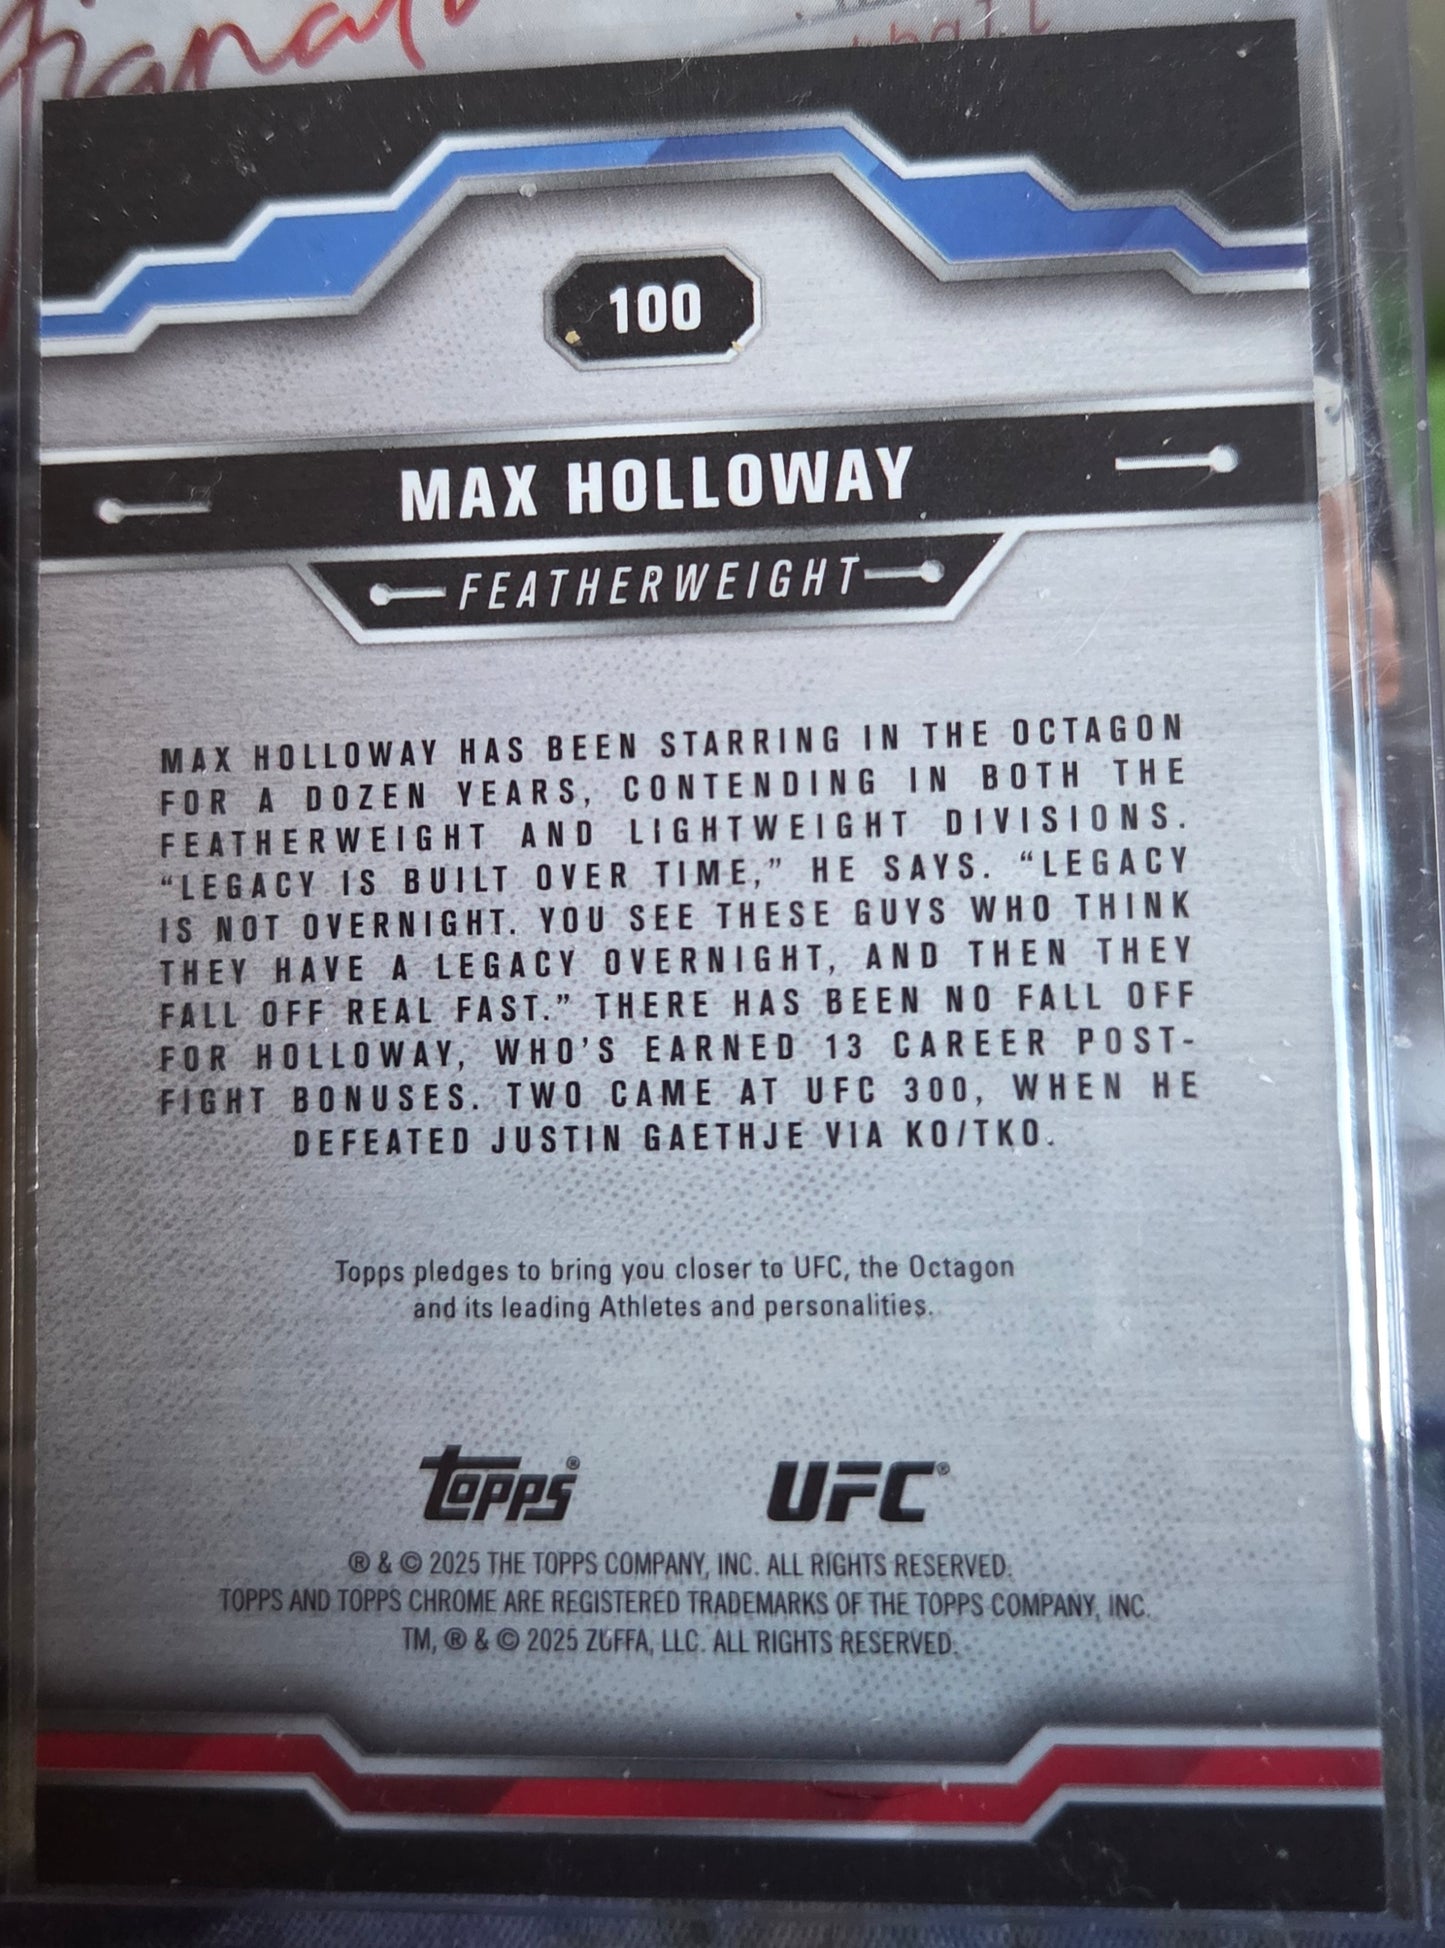 100
MAX HOLLOWAY
FEATHERWEIGHT
MAX HOLLOWAY HAS BEEN STARRING IN THE OCTAGON
FOR A DOZEN YEARS, CONTENDING IN BOTH THE
FEATHERWEIGHT AND LIGHTWEIGHT DIVISIONS.
“LEGACY IS BUILT OVER TIME,” HE SAYS. “LEGACY
IS NOT OVERNIGHT. YOU SEE THESE GUYS WHO THINK
THEY HAVE A LEGACY OVERNIGHT, AND THEN THEY
FALL OFF REAL FAST.” THERE HAS BEEN NO FALL OFF
FOR HOLLOWAY, WHO’S EARNED 13 CAREER POST-
FIGHT BONUSES. TWO CAME AT UFC 300, WHEN HE
DEFEATED JUSTIN GAETHJE VIA KO/TKO.
Topps pledges to bring you closer to UFC, the Octagon
and its leading Athletes and personalities.
topps® UFC®
® & © 2025 THE TOPPS COMPANY, INC. ALL RIGHTS RESERVED.
TOPPS AND TOPPS CHROME ARE REGISTERED TRADEMARKS OF THE TOPPS COMPANY, INC.
TM, ® & © 2025 ZUFFA, LLC. ALL RIGHTS RESERVED.